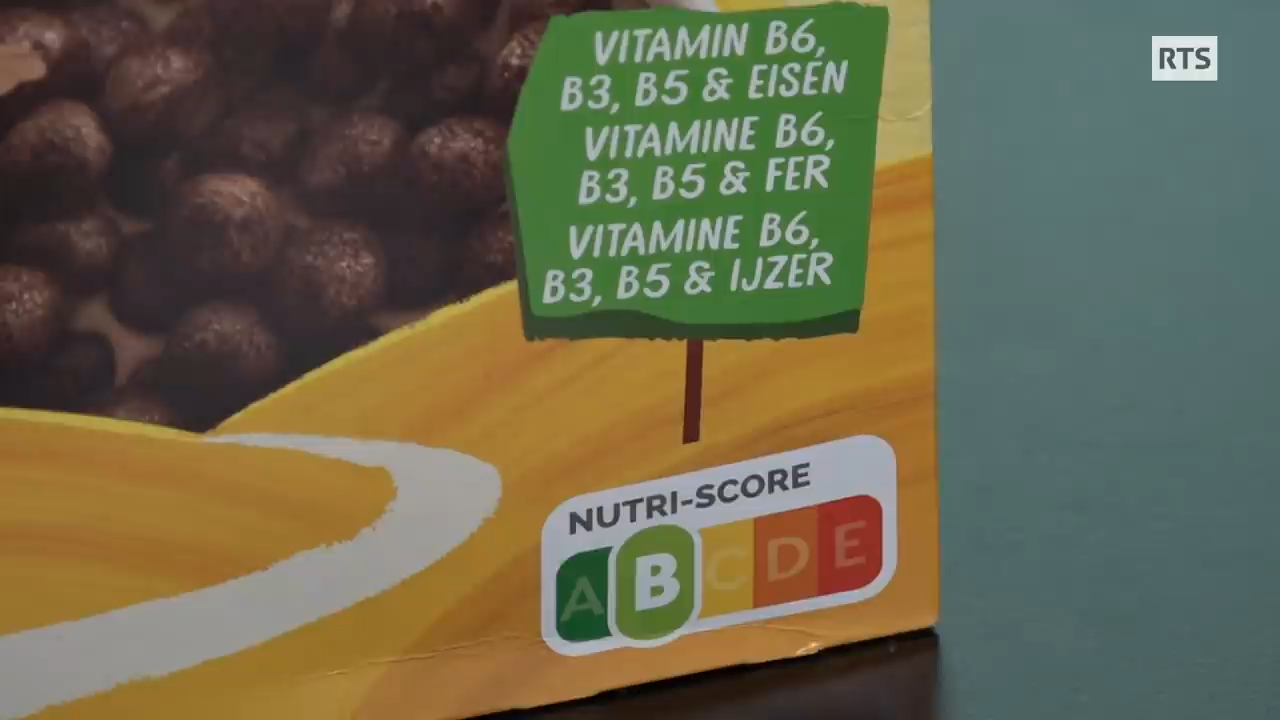 RTS
VITAMIN B6,
B3, B5 & EISEN
VITAMINE B6,
B3, B5 & FER
VITAMINE B6,
B3, B5 & IJZER
NUTRI-SCORE
A B C D E